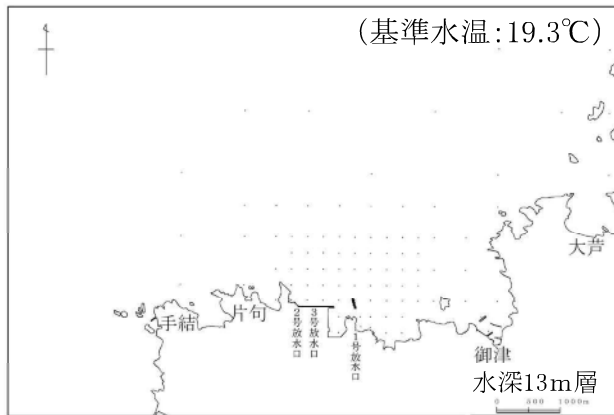 (基準水温:19.3℃)
大芦
手結
片句
2号放水口
3号放水口
1号放水口
御津
水深13m層
0 500 1000m